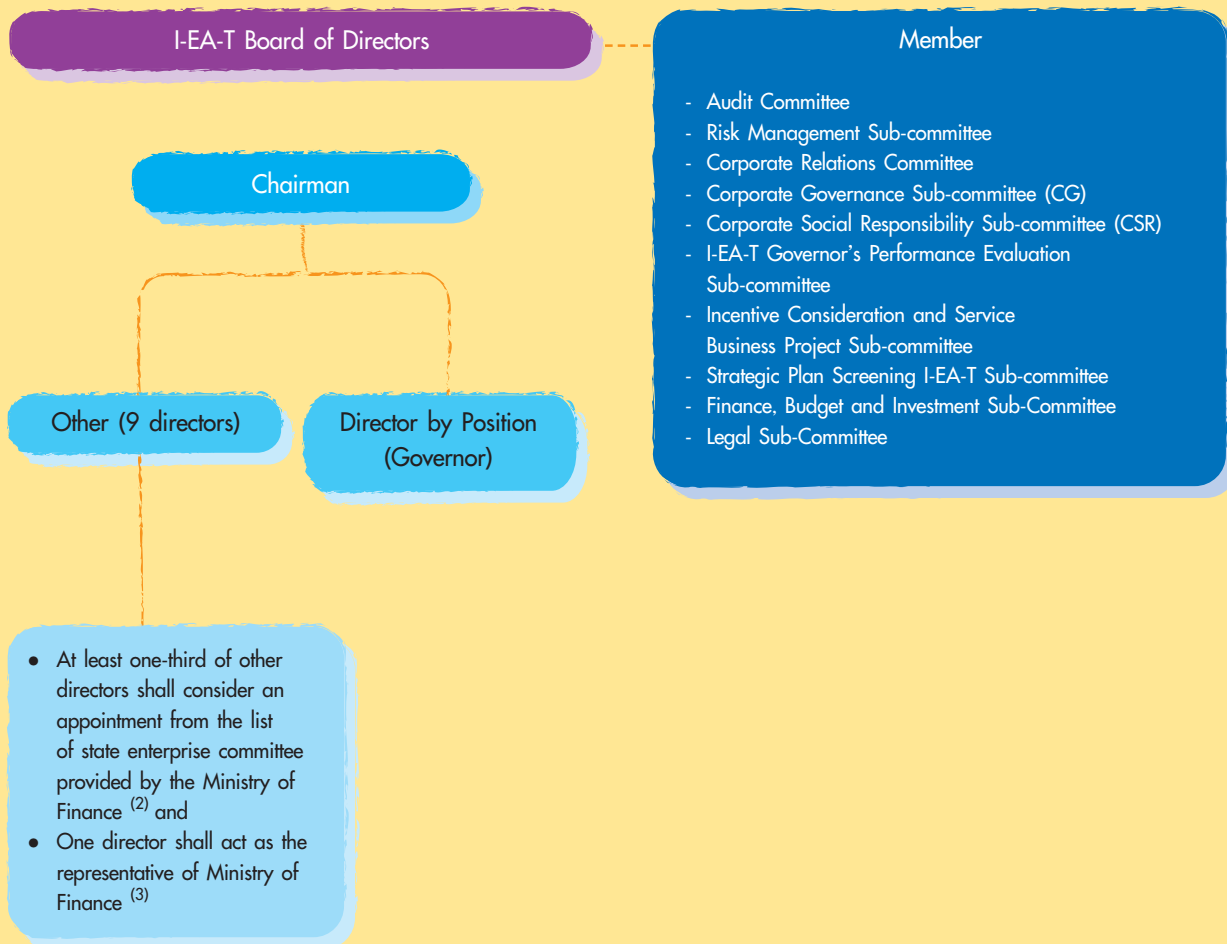 I-EA-T Board of Directors
Member
- Audit Committee
- Risk Management Sub-committee
- Corporate Relations Committee
- Corporate Governance Sub-committee (CG)
- Corporate Social Responsibility Sub-committee (CSR)
- I-EA-T Governor's Performance Evaluation
Sub-committee
- Incentive Consideration and Service
Business Project Sub-committee
- Strategic Plan Screening I-EA-T Sub-committee
- Finance, Budget and Investment Sub-Committee
- Legal Sub-Committee
Chairman
Other (9 directors)
Director by Position
(Governor)
● At least one-third of other
directors shall consider an
appointment from the list
of state enterprise committee
provided by the Ministry of
Finance (2) and
● One director shall act as the
representative of Ministry of
Finance (3)